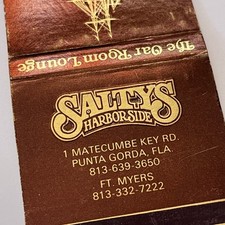 The Oar Room Lounge
SALTY'S
HARBORSIDE
1 MATECUMBE KEY RD.
PUNTA GORDA, FLA.
813-639-3650
FT. MYERS
813-332-7222